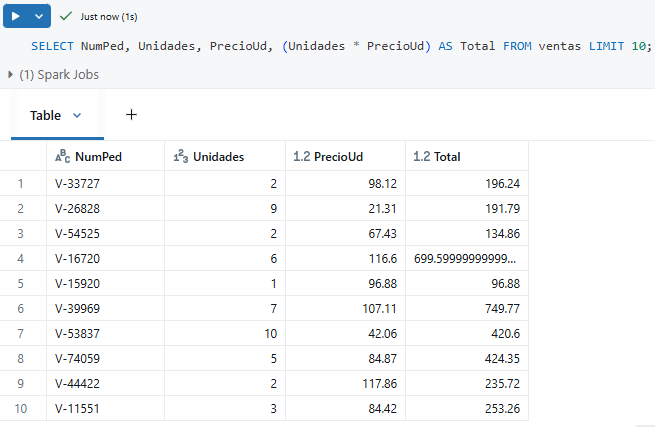 Just now (1s)
SELECT NumPed, Unidades, PrecioUd, (Unidades * PrecioUd) AS Total FROM ventas LIMIT 10;
(1) Spark Jobs
Table +
ABC NumPed 123 Unidades 1.2 PrecioUd 1.2 Total
1 V-33727 2 98.12 196.24
2 V-26828 9 21.31 191.79
3 V-54525 2 67.43 134.86
4 V-16720 6 116.6 699.59999999999...
5 V-15920 1 96.88 96.88
6 V-39969 7 107.11 749.77
7 V-53837 10 42.06 420.6
8 V-74059 5 84.87 424.35
9 V-44422 2 117.86 235.72
10 V-11551 3 84.42 253.26